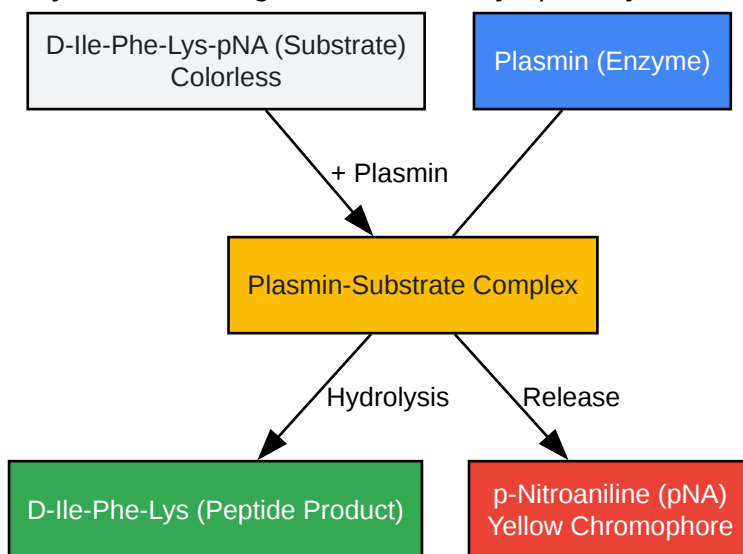 D-Ile-Phe-Lys-pNA (Substrate)
Colorless
Plasmin (Enzyme)
+ Plasmin
Plasmin-Substrate Complex
Hydrolysis
Release
D-Ile-Phe-Lys (Peptide Product)
p-Nitroaniline (pNA)
Yellow Chromophore